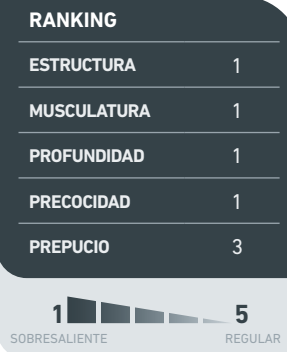 RANKING
ESTRUCTURA 1
MUSCULATURA 1
PROFUNDIDAD 1
PRECOCIDAD 1
PREPUCIO 3
1 5
SOBRESALIENTE REGULAR